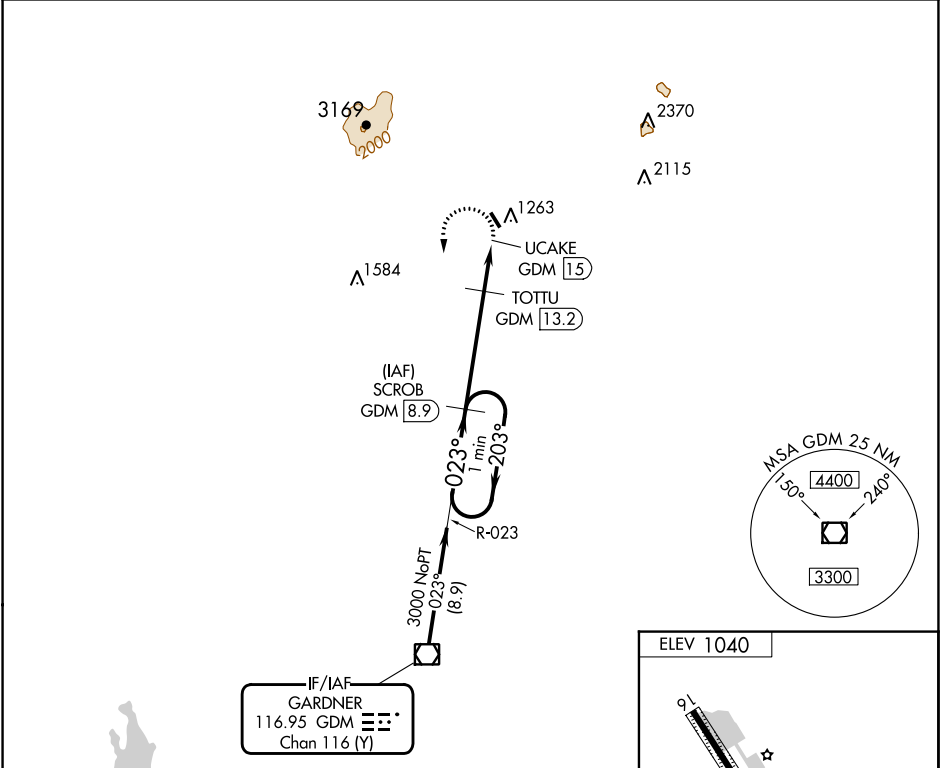 3169
2000
2370
2115
1263
UCAKE
GDM 15
1584
TOTTU
GDM 13.2
(IAF)
SCROB
GDM 8.9
023°
1 min
203°
R-023
3000 NoPT
023°
(8.9)
MSA GDM 25 NM
150°
4400
240°
3300
IF/IAF
GARDNER
116.95 GDM
Chan 116 (Y)
ELEV 1040
16